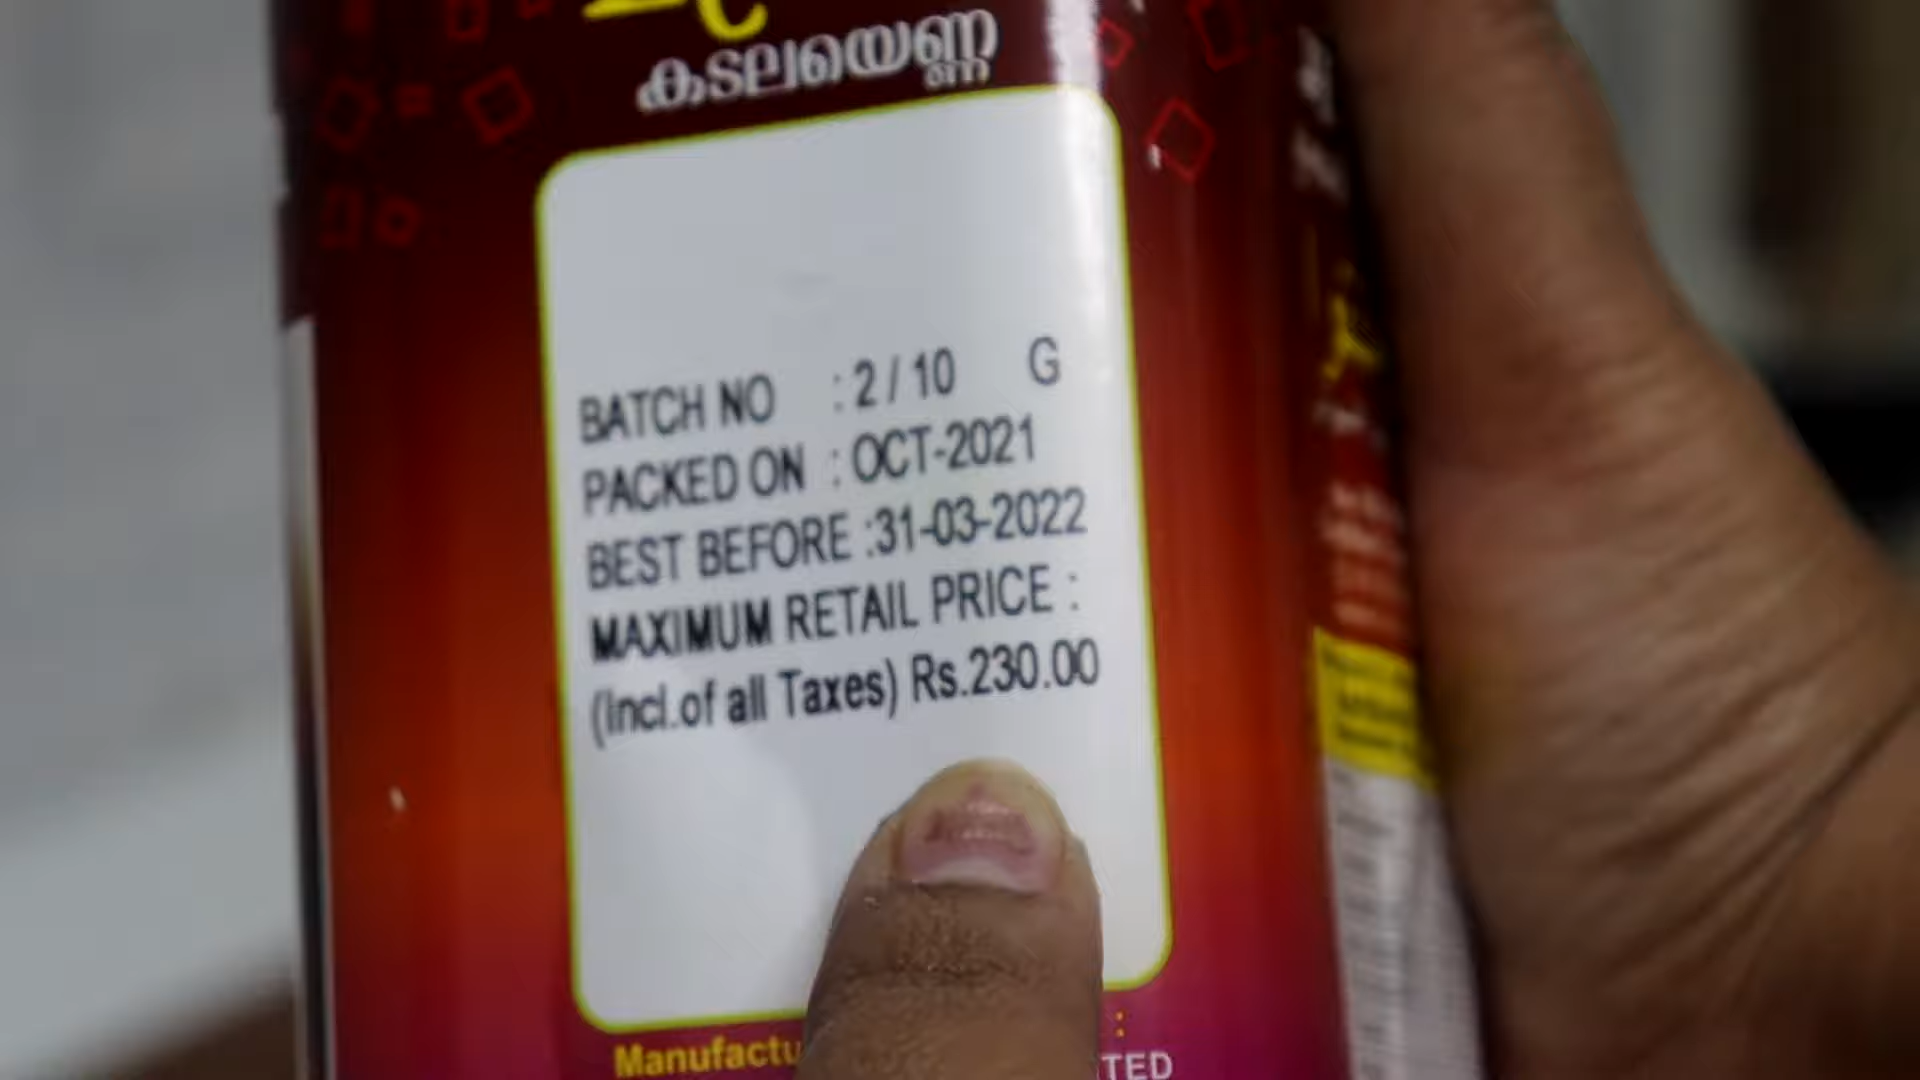 കടലയെണ്ണ
BATCH NO : 2 / 10 G
PACKED ON : OCT-2021
BEST BEFORE :31-03-2022
MAXIMUM RETAIL PRICE :
(Incl.of all Taxes) Rs.230.00